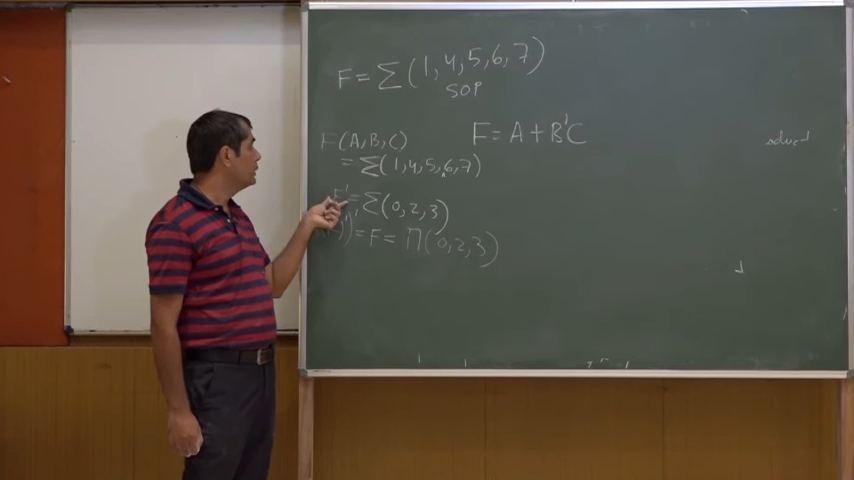 F = Σ (1, 4, 5, 6, 7)
SOP
F (A, B, C)
F = A + B'C
= Σ (1, 4, 5, 6, 7)
F' = Σ (0, 2, 3)
)' = F = Π (0, 2, 3)